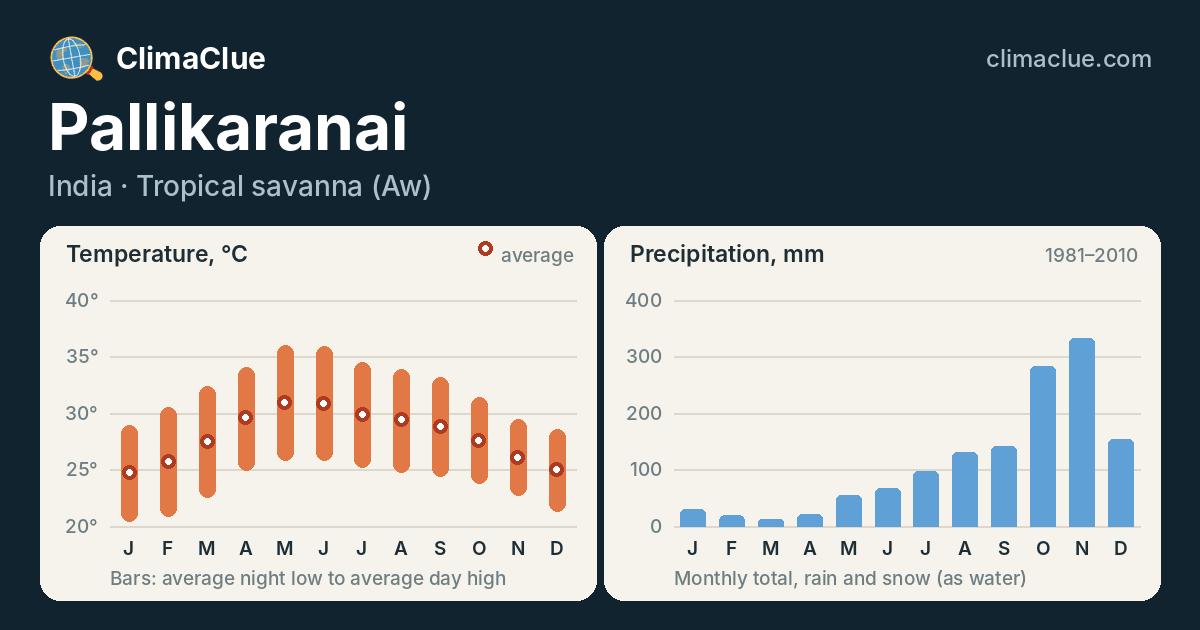 ClimaClue
climaclue.com
Pallikaranai
India · Tropical savanna (Aw)
Temperature, °C
average
40°
35°
30°
25°
20°
J F M A M J J A S O N D
Bars: average night low to average day high
Precipitation, mm
1981–2010
400
300
200
100
0
J F M A M J J A S O N D
Monthly total, rain and snow (as water)